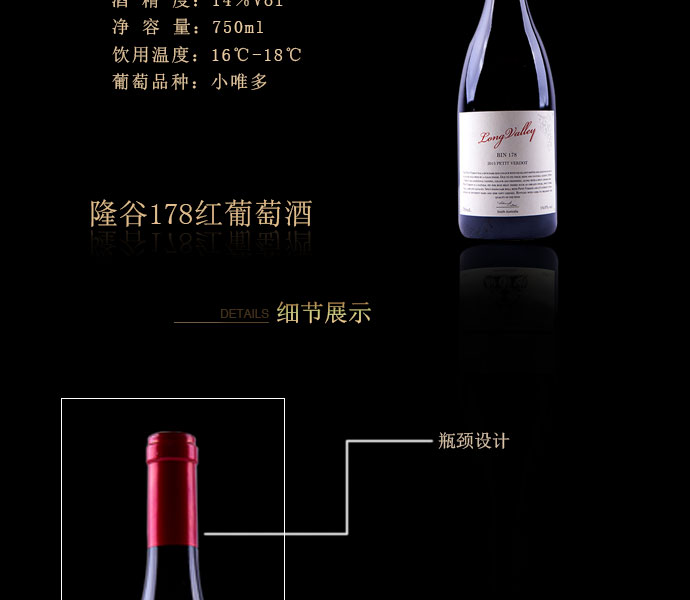 酒 精 度：14%Vol
净 容 量：750ml
饮用温度：16℃-18℃
葡萄品种：小唯多
Long Valley
BIN 178
PETIT VERDOT
隆谷178红葡萄酒
DETAILS 细节展示
瓶颈设计